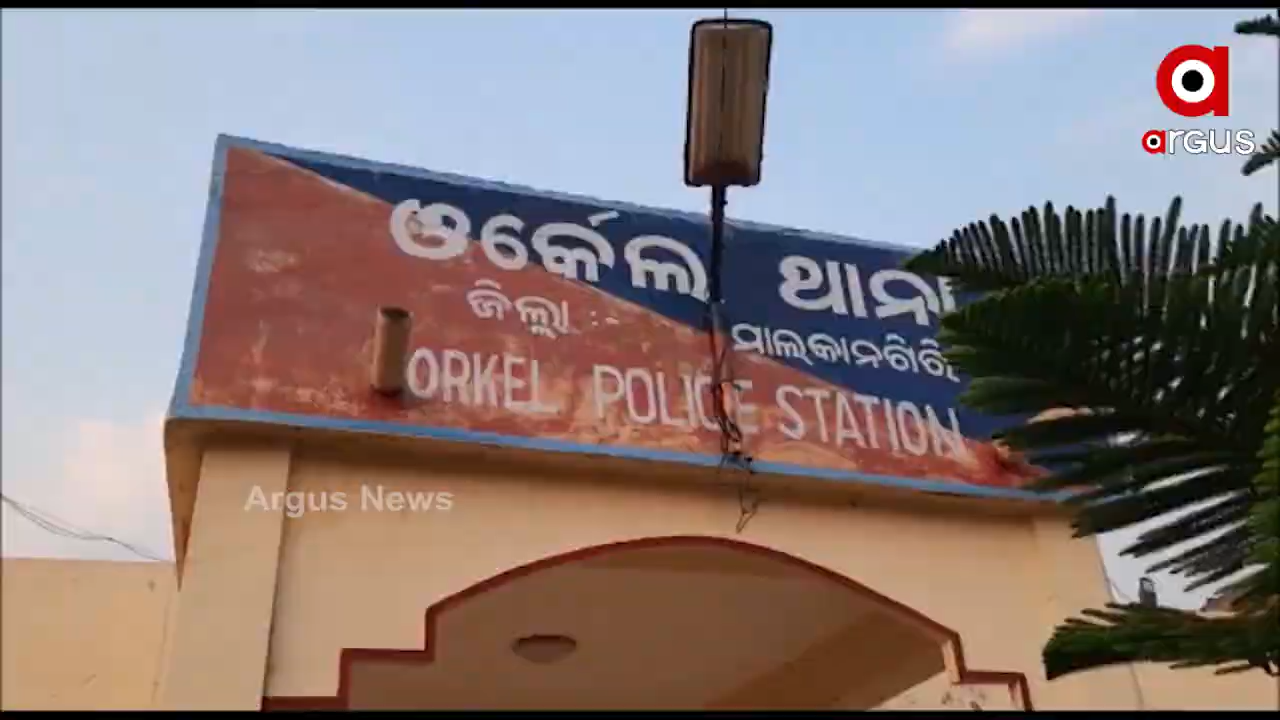 argus
ଓର୍କେଲ ଥାନା
ଜିଲ୍ଲା :- ମାଲକାନଗିରି
ORKEL POLICE STATION
Argus News